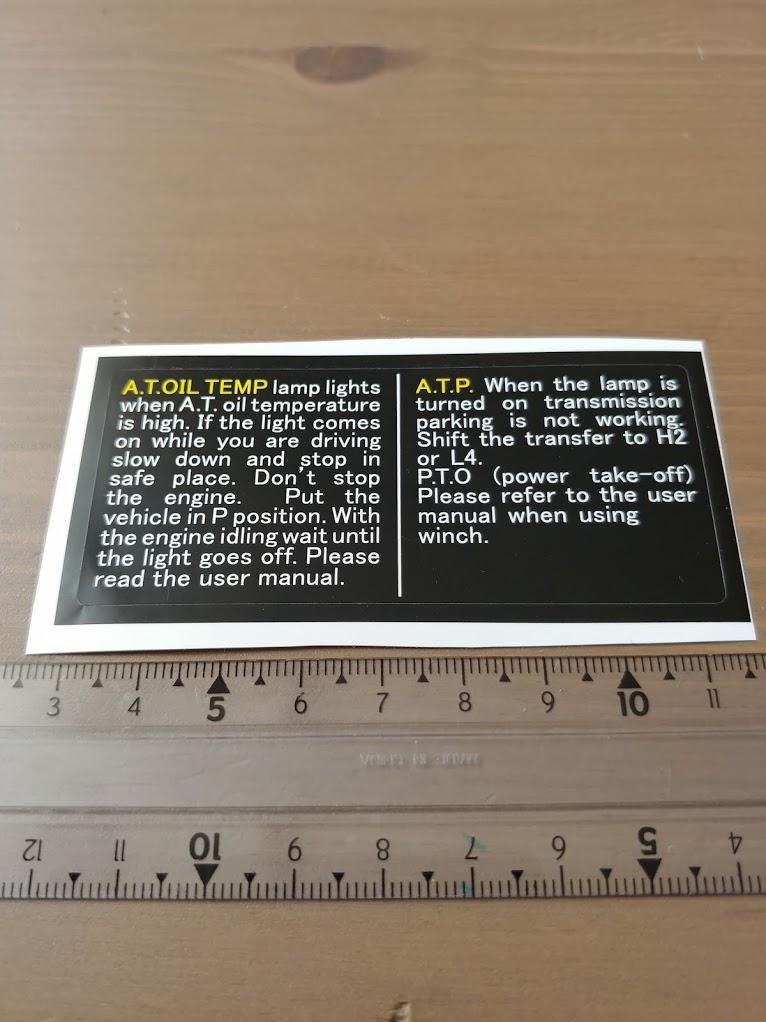 A.T.OIL TEMP lamp lights
when A.T. oil temperature
is high. If the light comes
on while you are driving
slow down and stop in
safe place. Don't stop
the engine. Put the
vehicle in P position. With
the engine idling wait until
the light goes off. Please
read the user manual.
A.T.P. When the lamp is
turned on transmission
parking is not working.
Shift the transfer to H2
or L4.
P.T.O (power take-off)
Please refer to the user
manual when using
winch.
3 4 5 6 7 8 9 10 11
12 11 10 9 8 7 6 5 4